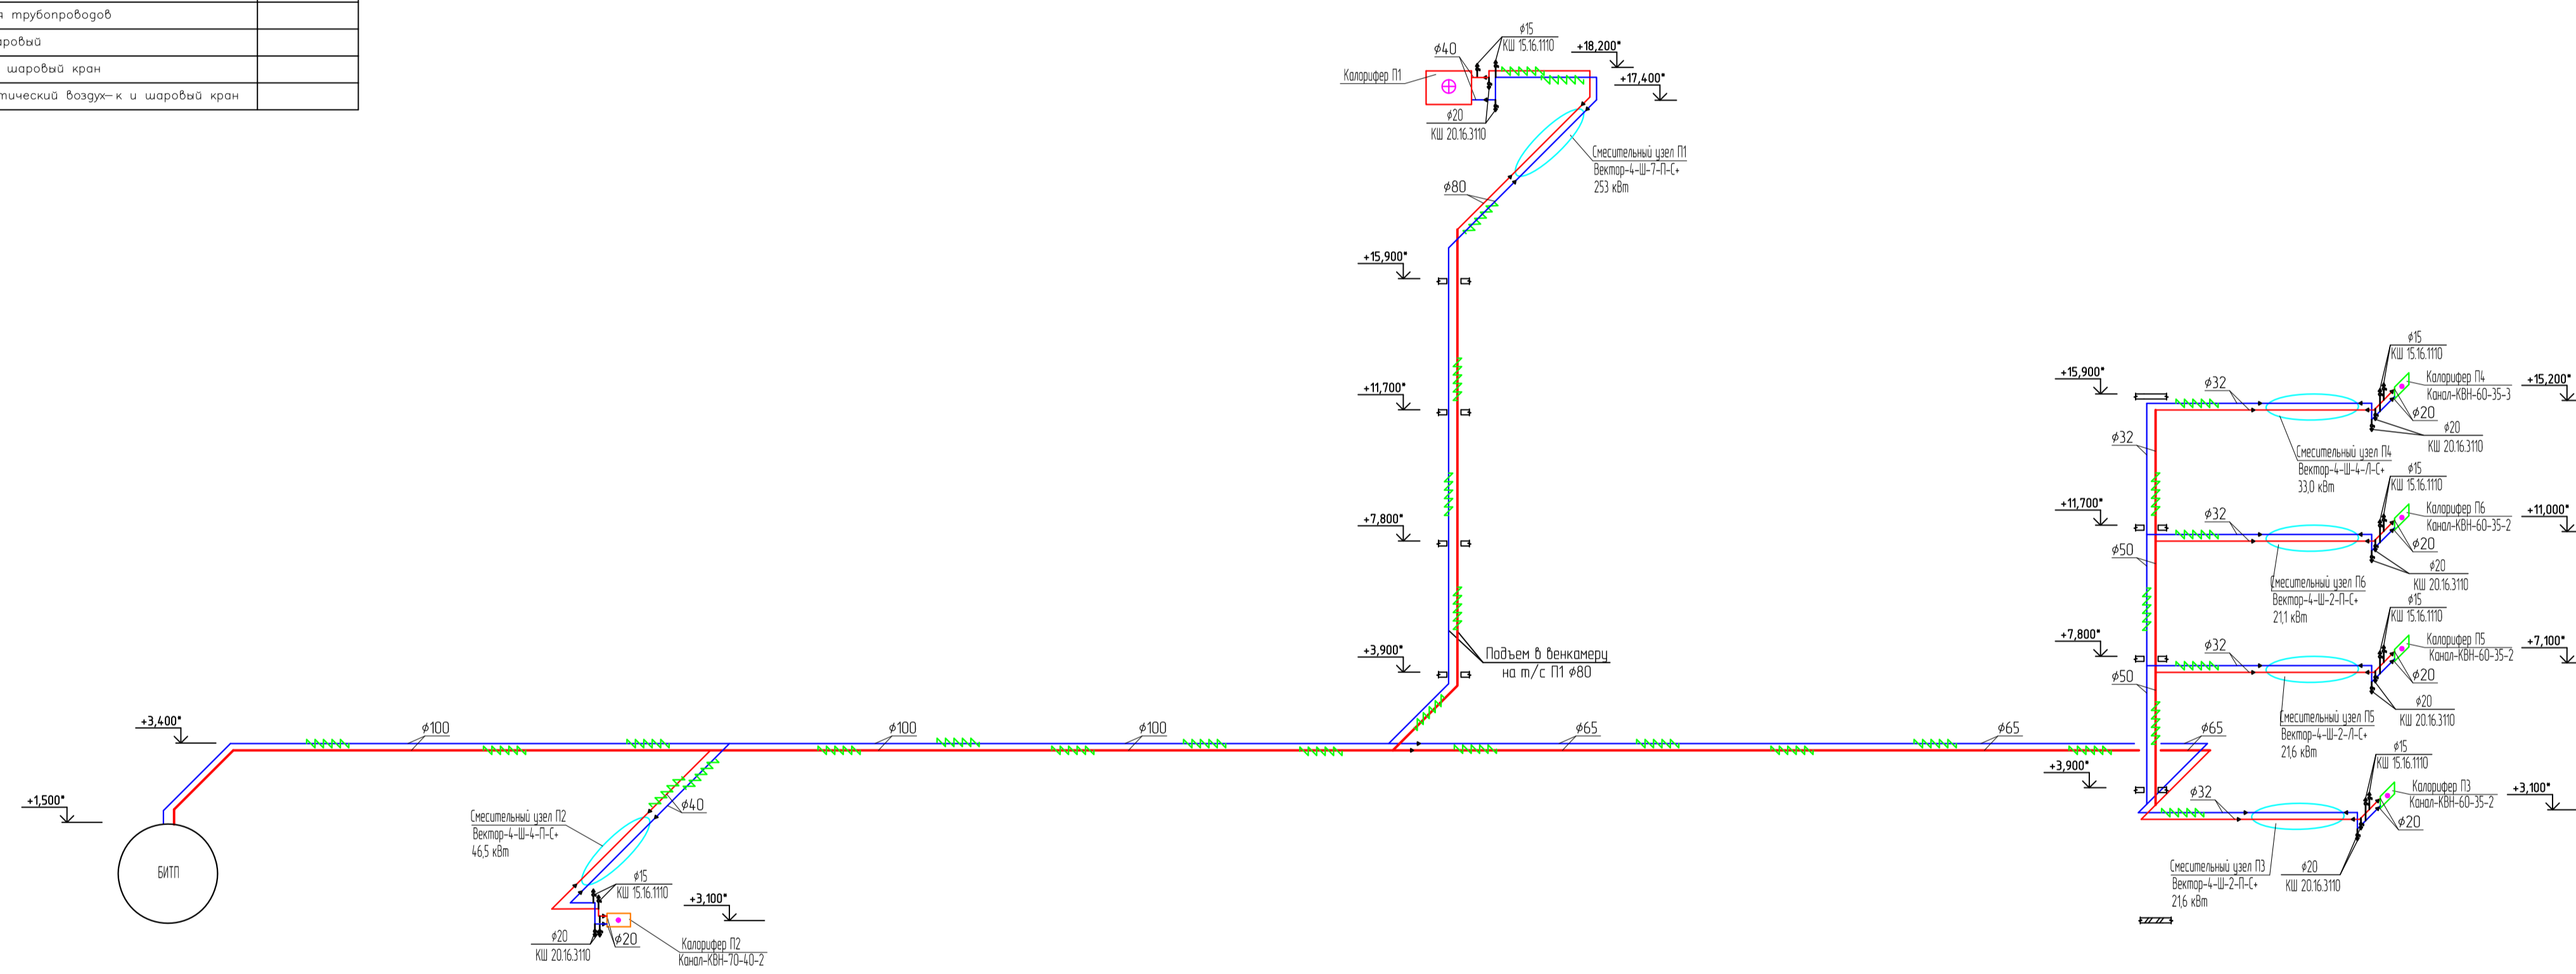 трубопроводов
шаровый кран
воздух-к и шаровый кран
Калорифер П1
φ40
φ15
КШ 15.16.1110
+18,200*
+17,400*
φ20
КШ 20.16.3110
Смесительный узел П1
Вектор-4-Ш-7-П-С+
253 кВт
φ80
+15,900*
+11,700*
+7,800*
+3,900*
Подъем в венкамеру
на т/с П1 φ80
+3,400*
+1,500*
БИТП
φ100
φ100
φ100
φ65
φ65
φ65
φ40
Смесительный узел П2
Вектор-4-Ш-4-П-С+
46,5 кВт
φ15
КШ 15.16.1110
+3,100*
φ20
КШ 20.16.3110
φ20
Калорифер П2
Канал-КВН-70-40-2
+15,900*
φ32
φ15
КШ 15.16.1110
Калорифер П4
Канал-КВН-60-35-3
+15,200*
φ20
φ20
КШ 20.16.3110
φ32
Смесительный узел П4
Вектор-4-Ш-4-Л-С+
33,0 кВт
+11,700*
φ32
φ15
КШ 15.16.1110
Калорифер П6
Канал-КВН-60-35-2
+11,000*
φ20
φ20
КШ 20.16.3110
φ50
Смесительный узел П6
Вектор-4-Ш-2-П-С+
21,1 кВт
+7,800*
φ32
φ15
КШ 15.16.1110
Калорифер П5
Канал-КВН-60-35-2
+7,100*
φ20
φ20
КШ 20.16.3110
φ50
Смесительный узел П5
Вектор-4-Ш-2-Л-С+
21,6 кВт
+3,900*
φ32
φ15
КШ 15.16.1110
Калорифер П3
Канал-КВН-60-35-2
+3,100*
φ20
φ20
КШ 20.16.3110
Смесительный узел П3
Вектор-4-Ш-2-П-С+
21,6 кВт